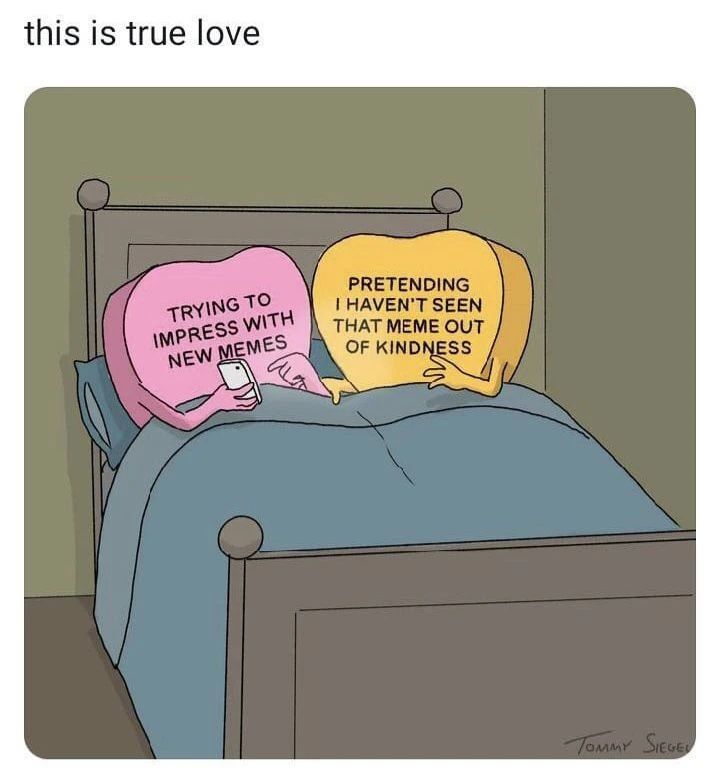 this is true love
TRYING TO
IMPRESS WITH
NEW MEMES
PRETENDING
I HAVEN'T SEEN
THAT MEME OUT
OF KINDNESS
TOMMY SIEGEL